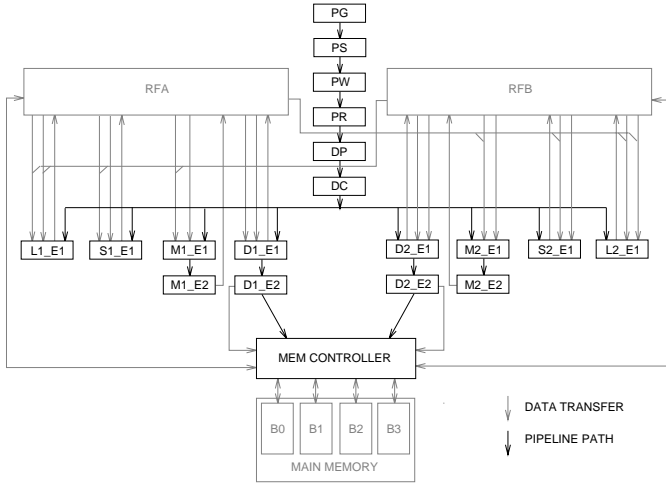 PG
PS
PW
RFA
RFB
PR
DP
DC
L1_E1 S1_E1 M1_E1 D1_E1 D2_E1 M2_E1 S2_E1 L2_E1
M1_E2 D1_E2 D2_E2 M2_E2
MEM CONTROLLER
B0 B1 B2 B3
MAIN MEMORY
DATA TRANSFER
PIPELINE PATH